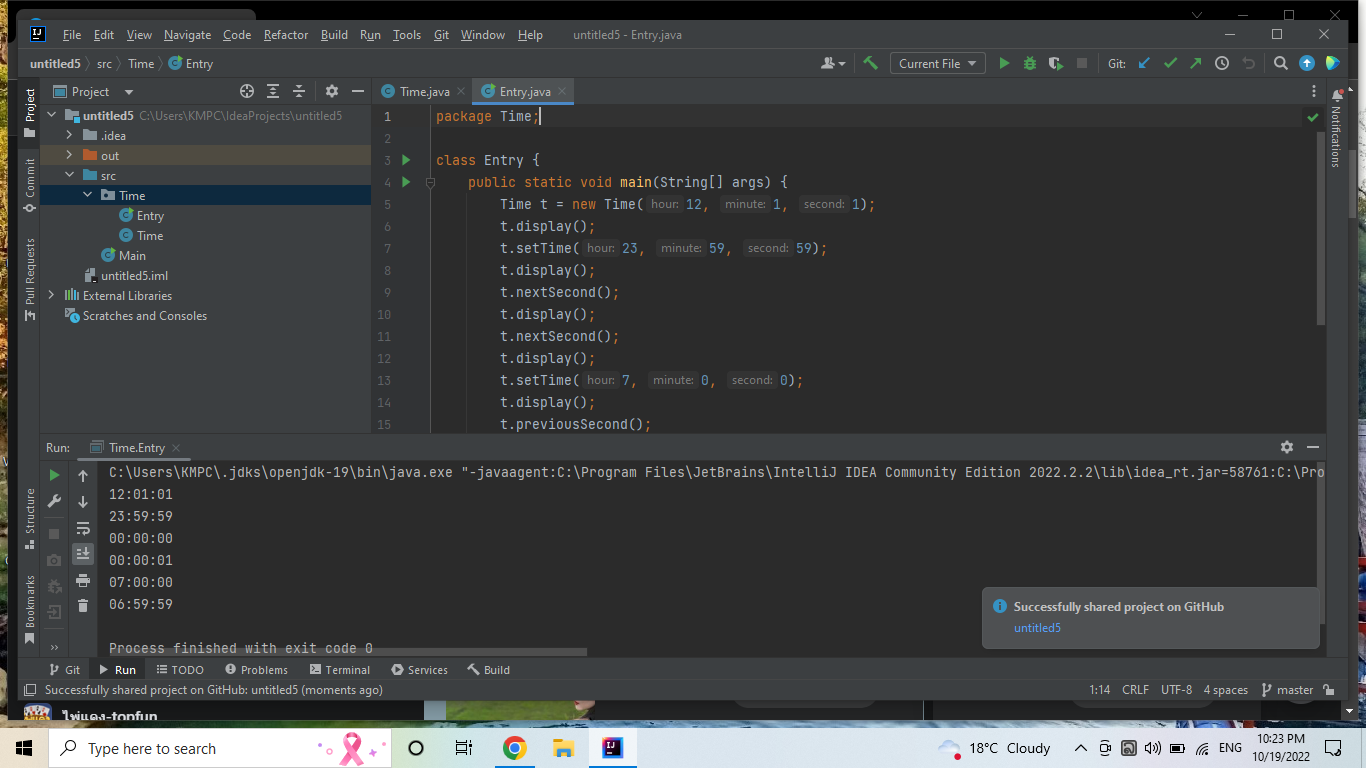 File Edit View Navigate Code Refactor Build Run Tools Git Window Help untitled5 - Entry.java
untitled5 src Time Entry Current File Git:
Project
Time.java Entry.java
Project
Commit
Pull Requests
Structure
Bookmarks
Notifications
untitled5 C:\Users\KMPC\IdeaProjects\untitled5
.idea
out
src
Time
Entry
Time
Main
untitled5.iml
External Libraries
Scratches and Consoles
1 package Time;
2
3 class Entry {
4 public static void main(String[] args) {
5 Time t = new Time( hour: 12, minute: 1, second: 1);
6 t.display();
7 t.setTime( hour: 23, minute: 59, second: 59);
8 t.display();
9 t.nextSecond();
10 t.display();
11 t.nextSecond();
12 t.display();
13 t.setTime( hour: 7, minute: 0, second: 0);
14 t.display();
15 t.previousSecond();
Run: Time.Entry
C:\Users\KMPC\.jdks\openjdk-19\bin\java.exe "-javaagent:C:\Program Files\JetBrains\IntelliJ IDEA Community Edition 2022.2.2\lib\idea_rt.jar=58761:C:\Pro
12:01:01
23:59:59
00:00:00
00:00:01
07:00:00
06:59:59
Process finished with exit code 0
Successfully shared project on GitHub
untitled5
Git Run TODO Problems Terminal Services Build
Successfully shared project on GitHub: untitled5 (moments ago) 1:14 CRLF UTF-8 4 spaces master
ไพ่แคง-topfun
Type here to search
18°C Cloudy ENG
10:23 PM
10/19/2022